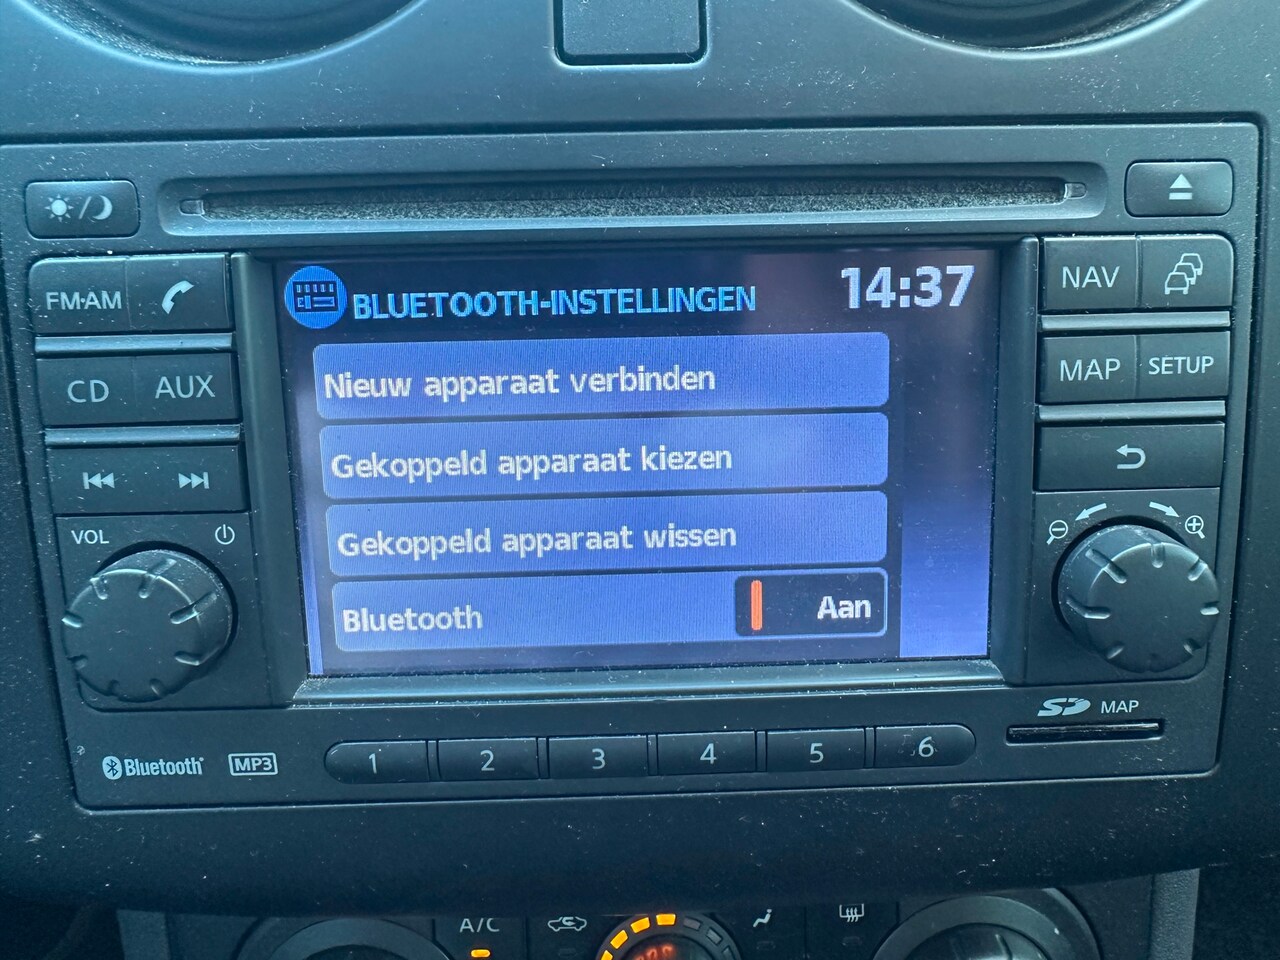 BLUETOOTH-INSTELLINGEN
14:37
Nieuw apparaat verbinden
Gekoppeld apparaat kiezen
Gekoppeld apparaat wissen
Bluetooth Aan
FM·AM
CD AUX
VOL
NAV
MAP SETUP
SD MAP
Bluetooth MP3
1 2 3 4 5 6
A/C